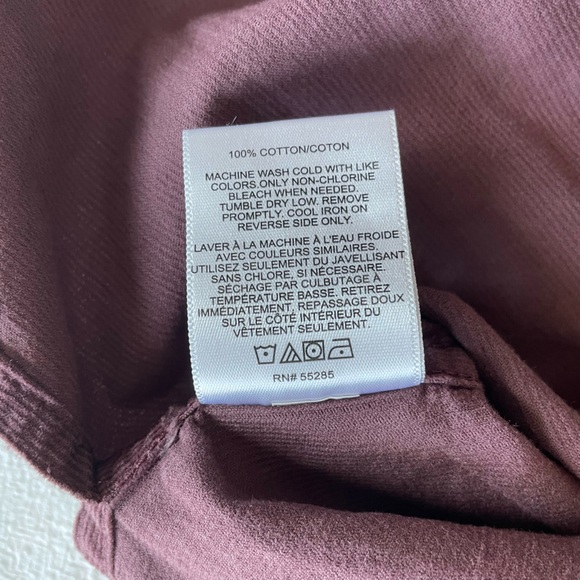 100% COTTON/COTON
MACHINE WASH COLD WITH LIKE
COLORS.ONLY NON-CHLORINE
BLEACH WHEN NEEDED.
TUMBLE DRY LOW. REMOVE
PROMPTLY. COOL IRON ON
REVERSE SIDE ONLY.
LAVER À LA MACHINE À L'EAU FROIDE
AVEC COULEURS SIMILAIRES.
UTILISEZ SEULEMENT DU JAVELLISANT
SANS CHLORE, SI NÉCESSAIRE.
SÉCHAGE PAR CULBUTAGE À
TEMPÉRATURE BASSE. RETIREZ
IMMÉDIATEMENT, REPASSAGE DOUX
SUR LE CÔTÉ INTÉRIEUR DU
VÊTEMENT SEULEMENT.
RN# 55285